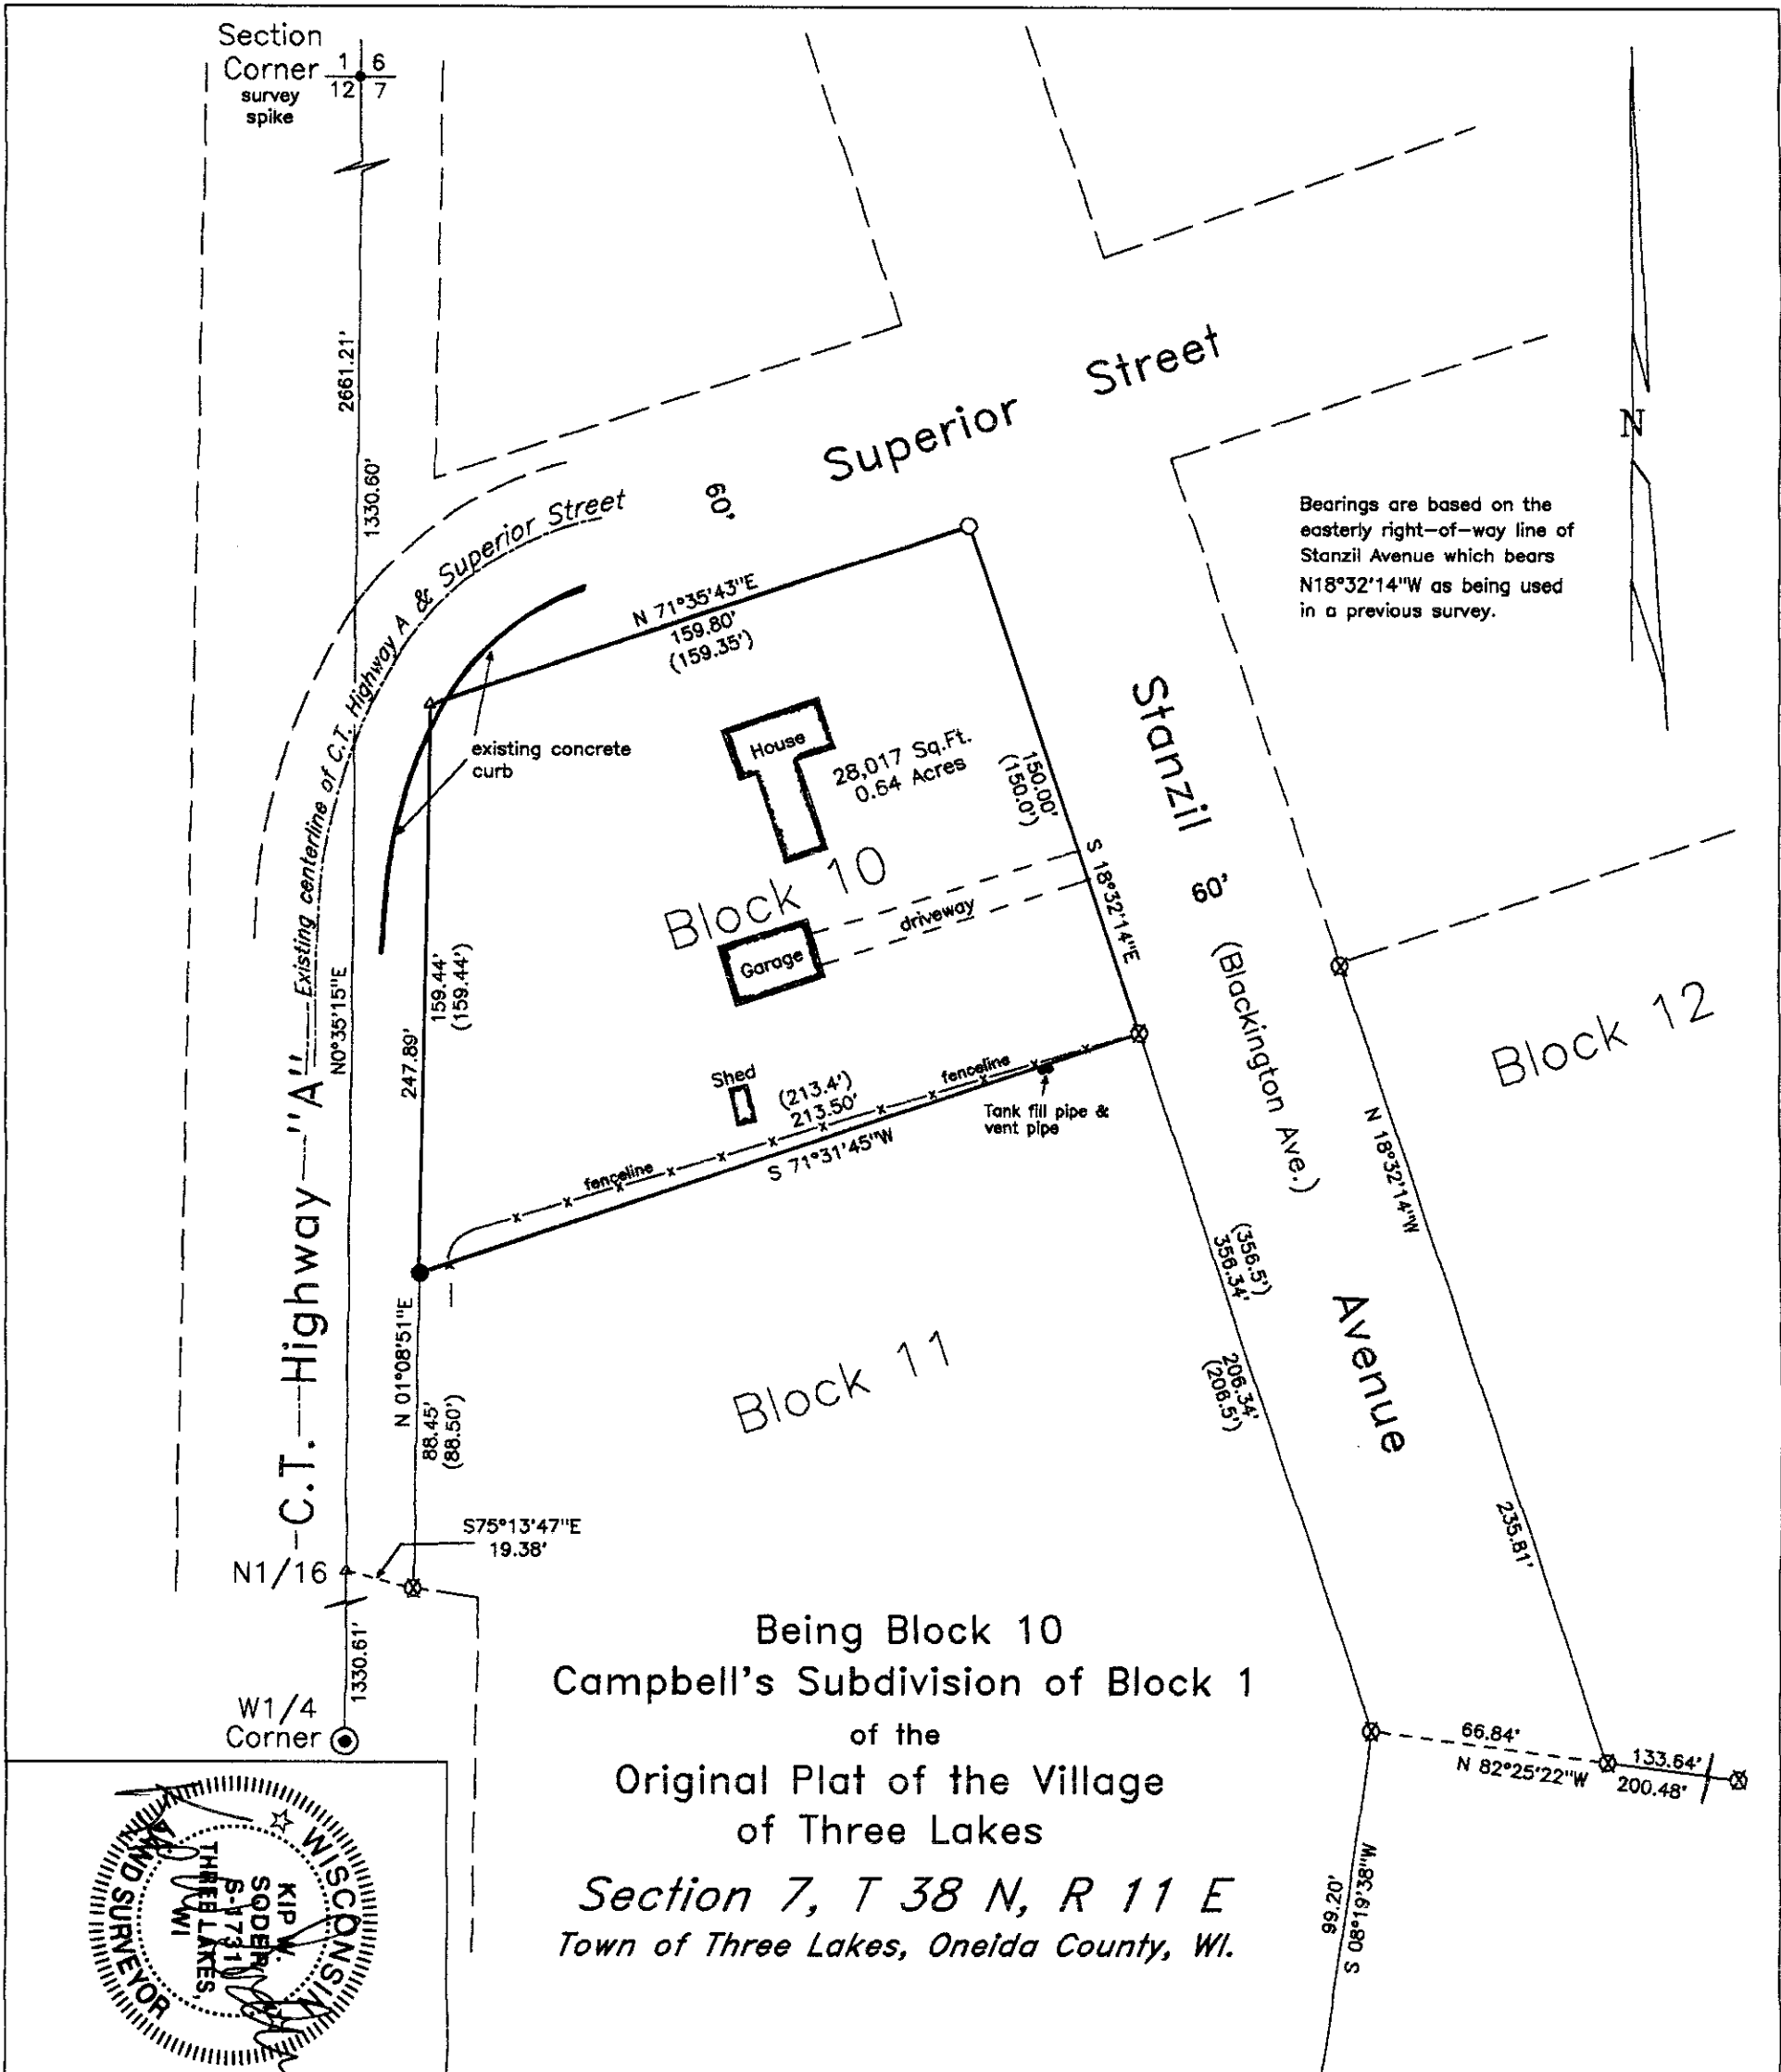 Section
Corner
survey
spike
1 6
12 7
2661.21'
1330.60'
Superior Street
60'
Existing centerline of C.T. Highway A & Superior Street
N
Bearings are based on the
easterly right-of-way line of
Stanzil Avenue which bears
N18°32'14"W as being used
in a previous survey.
N 71°35'43"E
159.80'
(159.35')
existing concrete
curb
House
28,017 Sq.Ft.
0.64 Acres
150.00'
(150.0')
S 18°32'14"E
Stanzil 60' (Blackington Ave.) Avenue
Block 10
driveway
Garage
159.44'
(159.44')
247.89'
N0°35'15"E
C.T. Highway "A"
Shed
(213.4')
213.50'
fenceline
fenceline
S 71°31'45"W
Tank fill pipe &
vent pipe
Block 12
N 18°32'14"W
235.81'
(356.5')
356.34'
206.34'
(206.5')
Block 11
N 01°08'51"E
88.45'
(88.50')
S75°13'47"E
19.38'
N1/16
1330.61'
W1/4
Corner
66.84'
N 82°25'22"W
133.64'
200.48'
99.20'
S 08°19'38"W
Being Block 10
Campbell's Subdivision of Block 1
of the
Original Plat of the Village
of Three Lakes
Section 7, T 38 N, R 11 E
Town of Three Lakes, Oneida County, WI.
WISCONSIN
KIP W.
SODER
S-1731
THREE LAKES,
WI
LAND SURVEYOR